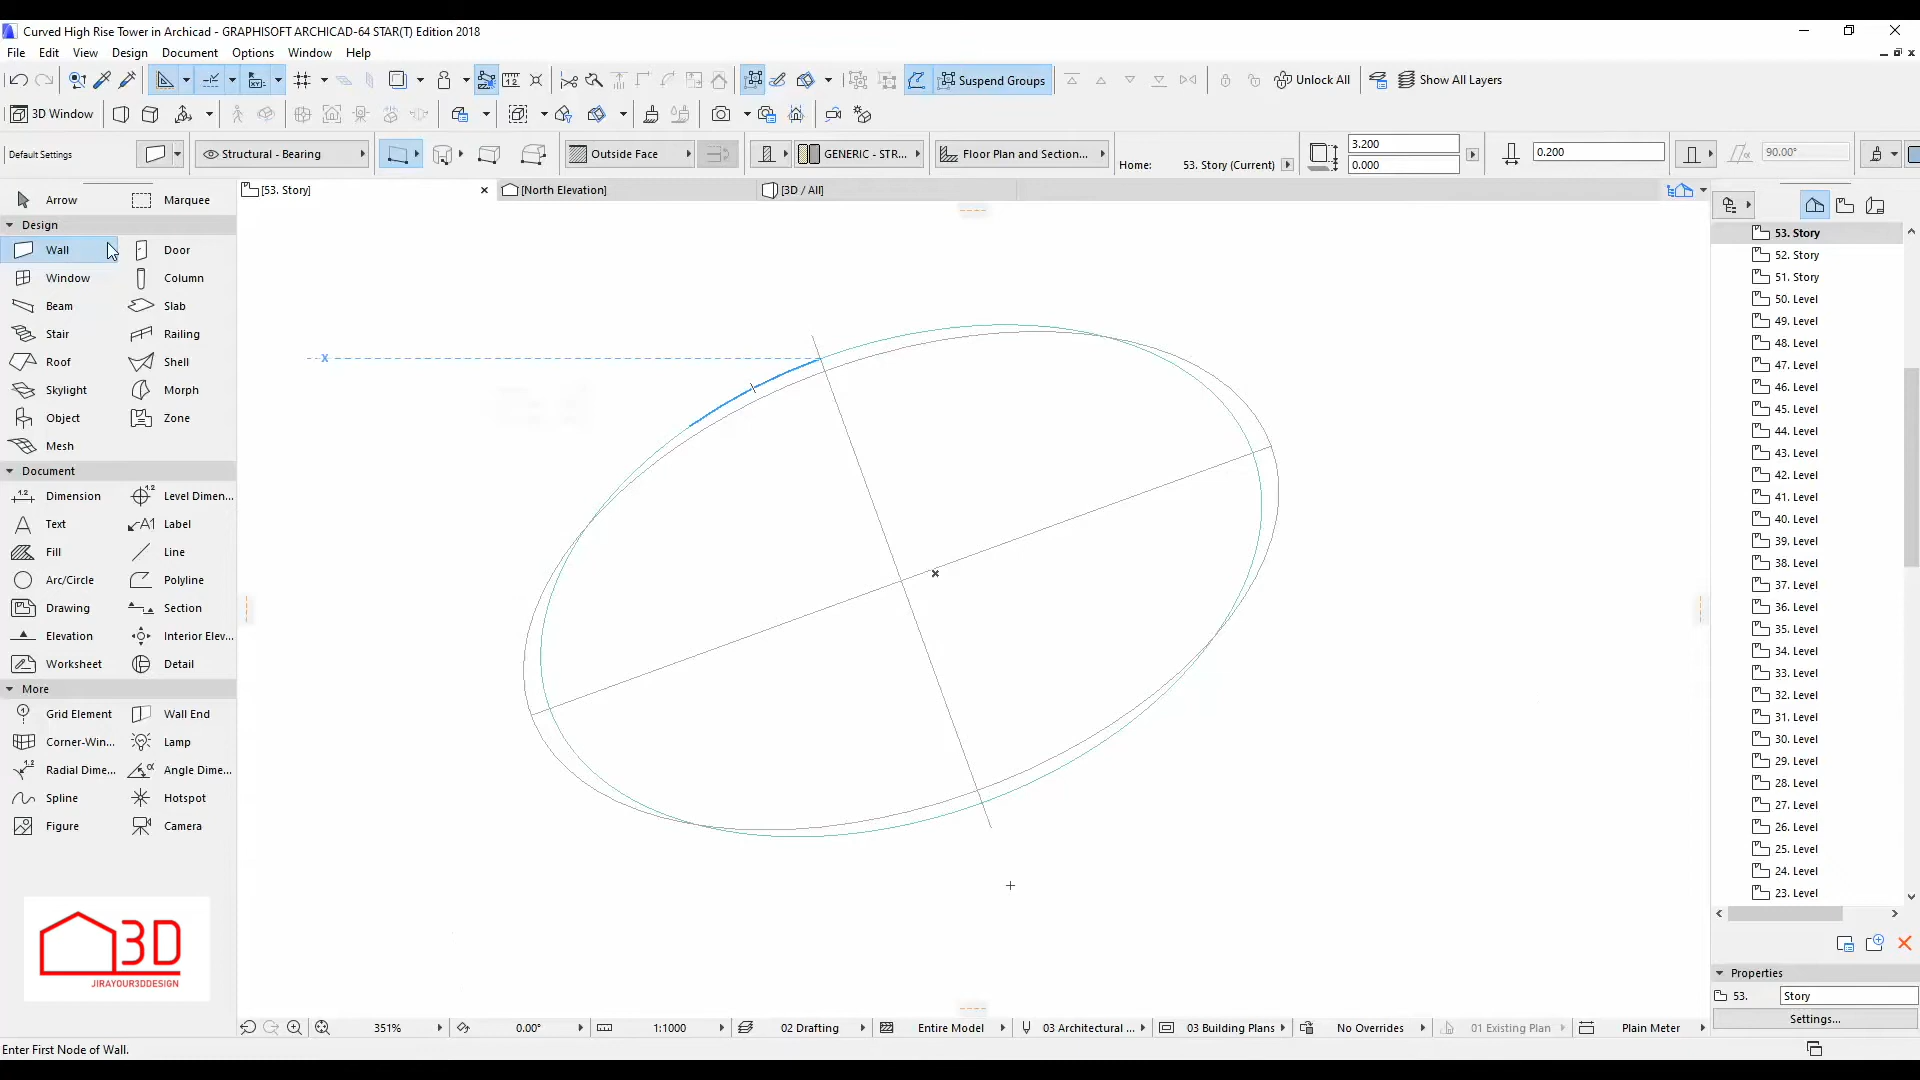 Curved High Rise Tower in Archicad - GRAPHISOFT ARCHICAD-64 STAR(T) Edition 2018
File Edit View Design Document Options Window Help
Suspend Groups Unlock All Show All Layers
3D Window
Default Settings Structural - Bearing Outside Face GENERIC - STR... Floor Plan and Section... Home: 53. Story (Current) 3.200 0.000 0.200 90.00°
[53. Story] [North Elevation] [3D / All]
Arrow Marquee
Design
Wall Door
Window Column
Beam Slab
Stair Railing
Roof Shell
Skylight Morph
Object Zone
Mesh
Document
Dimension Level Dimen...
Text Label
Fill Line
Arc/Circle Polyline
Drawing Section
Elevation Interior Elev...
Worksheet Detail
More
Grid Element Wall End
Corner-Win... Lamp
Radial Dime... Angle Dime...
Spline Hotspot
Figure Camera
3D
JIRAYOUR3DDESIGN
X
53. Story
52. Story
51. Story
50. Level
49. Level
48. Level
47. Level
46. Level
45. Level
44. Level
43. Level
42. Level
41. Level
40. Level
39. Level
38. Level
37. Level
36. Level
35. Level
34. Level
33. Level
32. Level
31. Level
30. Level
29. Level
28. Level
27. Level
26. Level
25. Level
24. Level
23. Level
Properties
53. Story
Settings...
351% 0.00° 1:1000 02 Drafting Entire Model 03 Architectural ... 03 Building Plans No Overrides 01 Existing Plan Plain Meter
Enter First Node of Wall.